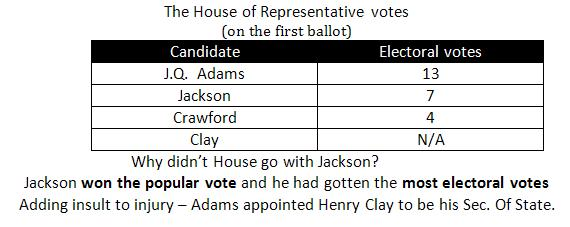 The House of Representative votes
(on the first ballot)
Candidate Electoral votes
J.Q. Adams 13
Jackson 7
Crawford 4
Clay N/A
Why didn’t House go with Jackson?
Jackson won the popular vote and he had gotten the most electoral votes
Adding insult to injury – Adams appointed Henry Clay to be his Sec. Of State.